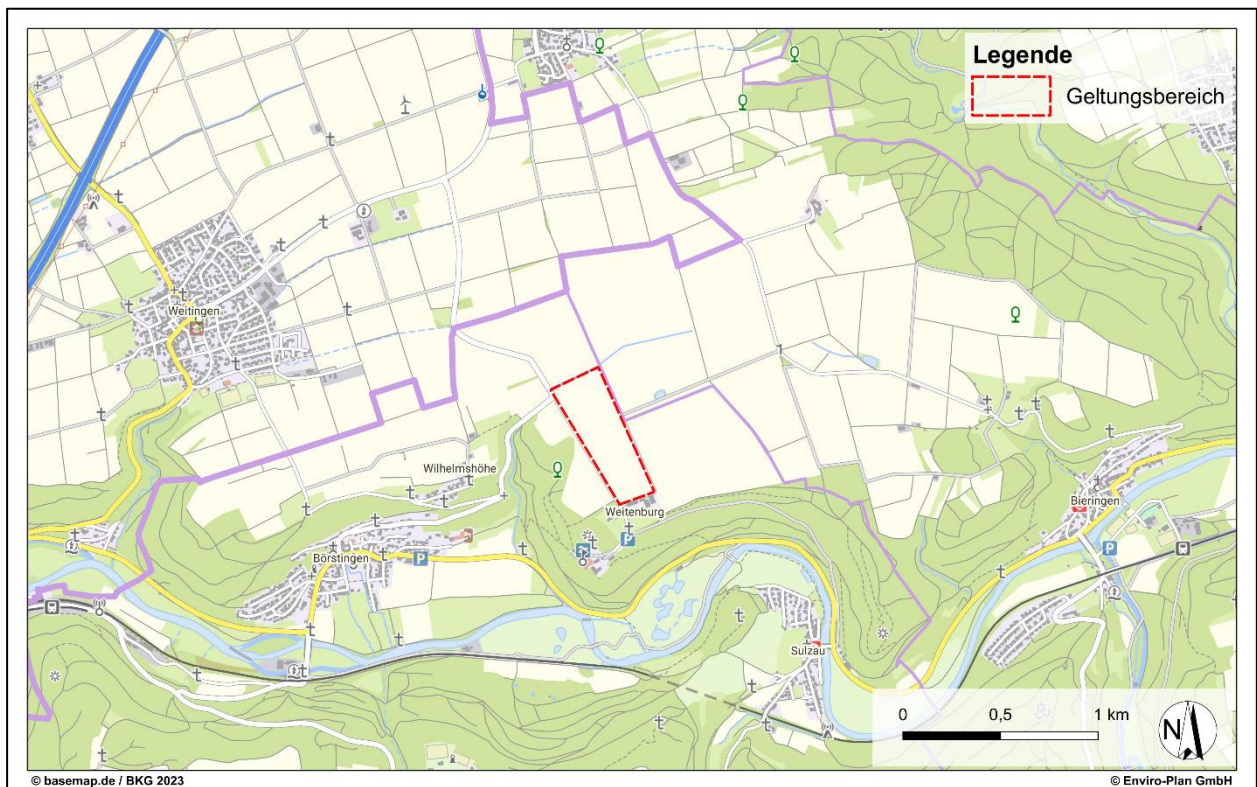 Legende
Geltungsbereich
Weitingen
Wilhelmshöhe
Weitenburg
Bieringen
Börstingen
P
P
P
Sulzau
0 0,5 1 km
N
© basemap.de / BKG 2023
© Enviro-Plan GmbH